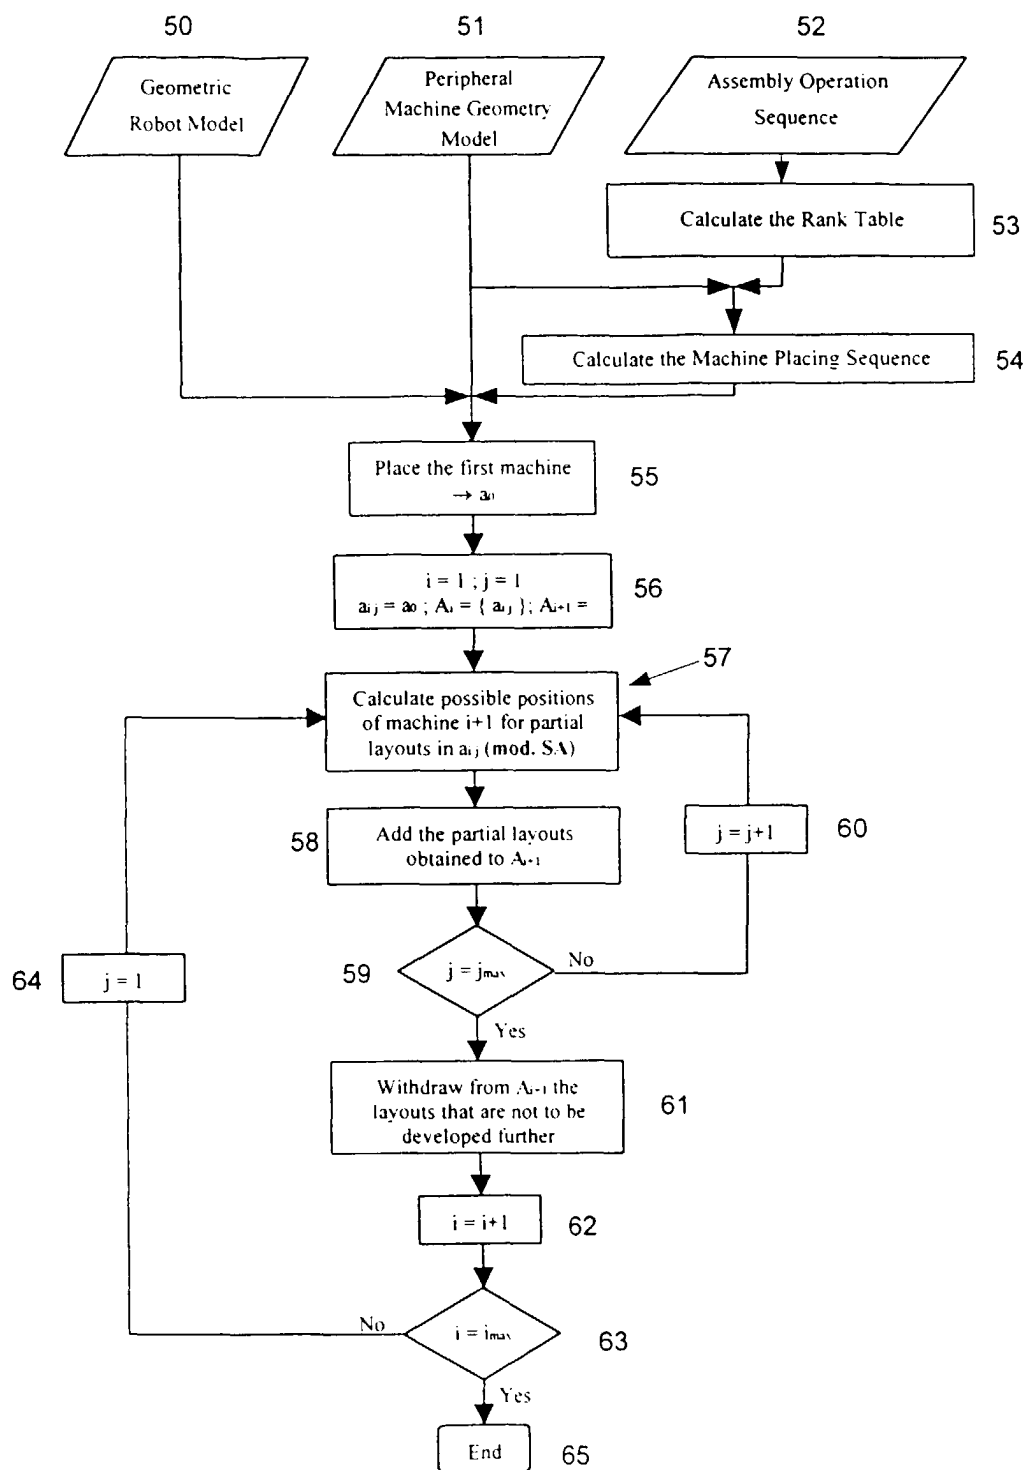 50
51
52
Geometric
Robot Model
Peripheral
Machine Geometry
Model
Assembly Operation
Sequence
Calculate the Rank Table
53
Calculate the Machine Placing Sequence
54
Place the first machine
→ a₀
55
i = 1 ; j = 1
aᵢⱼ = a₀ ; Aᵢ = { aᵢⱼ }; Aᵢ₊₁ =
56
57
Calculate possible positions
of machine i+1 for partial
layouts in aᵢⱼ (mod. SA)
58
Add the partial layouts
obtained to Aᵢ₊₁
j = j+1
60
59
j = jₘₐₓ
No
Yes
64
j = 1
Withdraw from Aᵢ₊₁ the
layouts that are not to be
developed further
61
i = i+1
62
No
i = iₘₐₓ
63
Yes
End
65